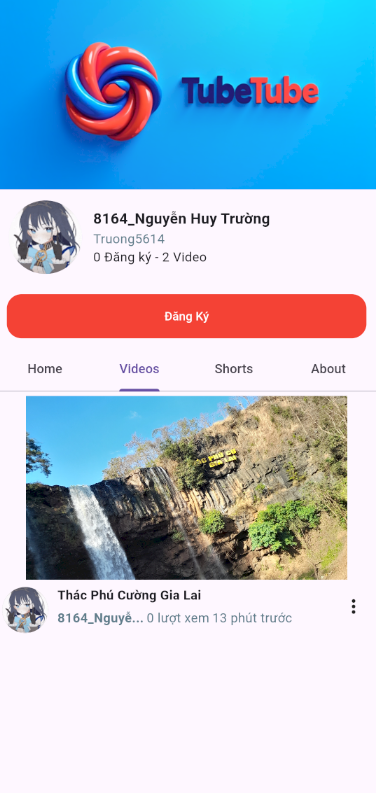 TubeTube
8164_Nguyễn Huy Trường
Truong5614
0 Đăng ký - 2 Video
Đăng Ký
Home
Videos
Shorts
About
Thác Phú Cường Gia Lai
8164_Nguyễ... 0 lượt xem 13 phút trước